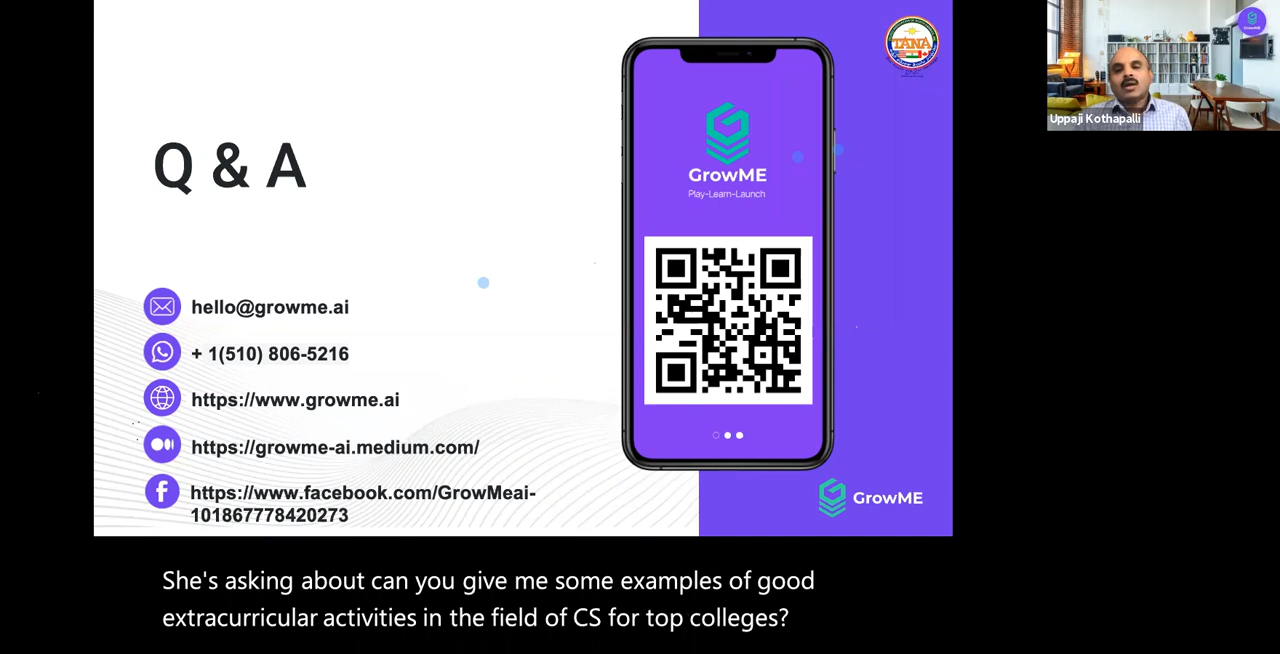 Q & A
hello@growme.ai
+ 1(510) 806-5216
https://www.growme.ai
https://growme-ai.medium.com/
https://www.facebook.com/GrowMeai-
101867778420273
TANA
GrowME
Play-Learn-Launch
GrowME
Uppaji Kothapalli
She's asking about can you give me some examples of good
extracurricular activities in the field of CS for top colleges?